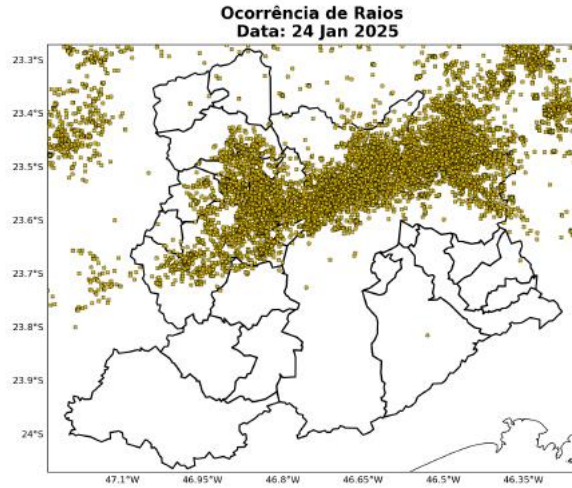 Ocorrência de Raios
Data: 24 Jan 2025
23.3°S
23.4°S
23.5°S
23.6°S
23.7°S
23.8°S
23.9°S
24°S
47.1°W
46.95°W
46.8°W
46.65°W
46.5°W
46.35°W